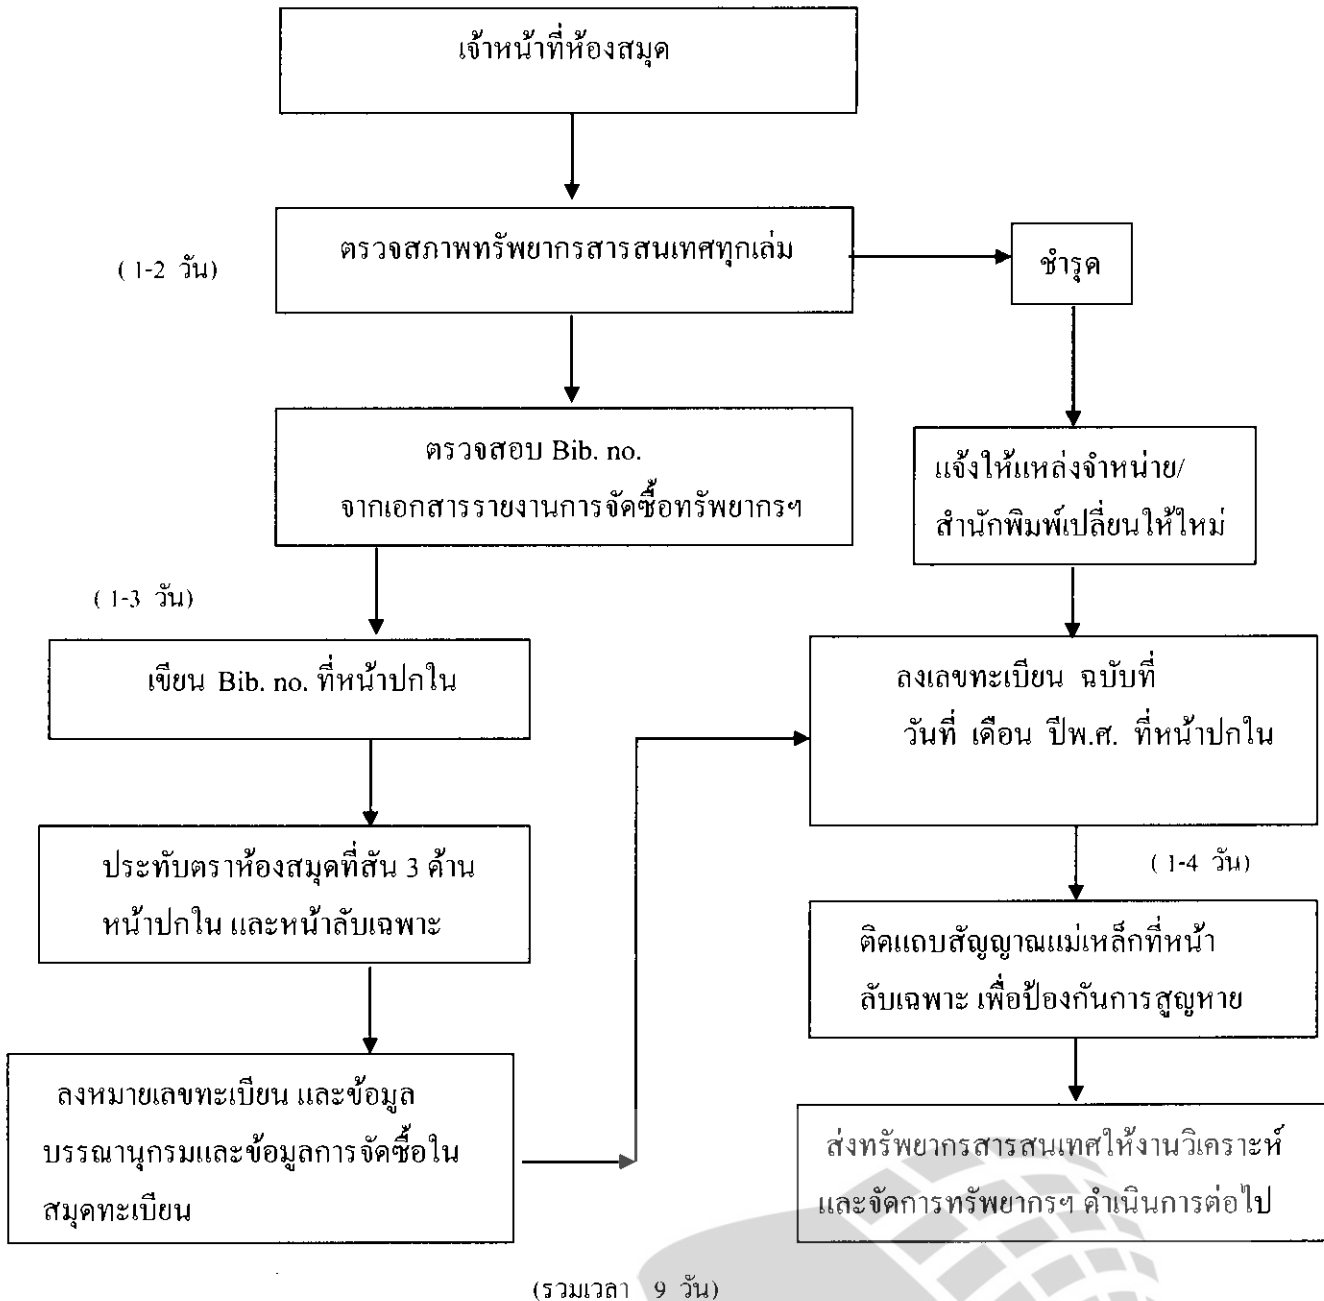 เจ้าหน้าที่ห้องสมุด
ตรวจสภาพทรัพยากรสารสนเทศทุกเล่ม
( 1-2 วัน)
ชำรุด
ตรวจสอบ Bib. no.
จากเอกสารรายงานการจัดซื้อทรัพยากรฯ
แจ้งให้แหล่งจำหน่าย/
สำนักพิมพ์เปลี่ยนให้ใหม่
( 1-3 วัน)
เขียน Bib. no. ที่หน้าปกใน
ลงเลขทะเบียน ฉบับที่
วันที่ เดือน ปีพ.ศ. ที่หน้าปกใน
ประทับตราห้องสมุดที่สัน 3 ด้าน
หน้าปกใน และหน้าลับเฉพาะ
( 1-4 วัน)
ติดแถบสัญญาณแม่เหล็กที่หน้า
ลับเฉพาะ เพื่อป้องกันการสูญหาย
ลงหมายเลขทะเบียน และข้อมูล
บรรณานุกรมและข้อมูลการจัดซื้อใน
สมุดทะเบียน
ส่งทรัพยากรสารสนเทศให้งานวิเคราะห์
และจัดการทรัพยากรฯ ดำเนินการต่อไป
(รวมเวลา 9 วัน)